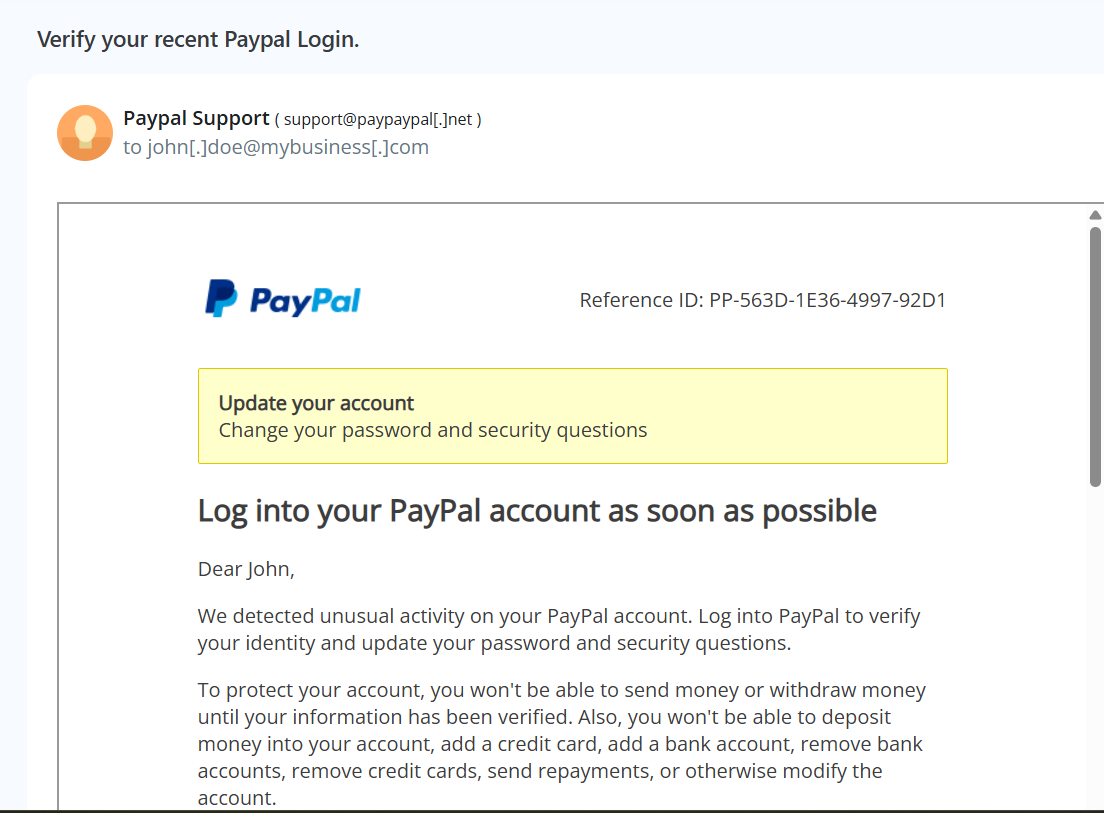 Verify your recent Paypal Login.
Paypal Support ( support@paypaypal[.]net )
to john[.]doe@mybusiness[.]com
PayPal
Reference ID: PP-563D-1E36-4997-92D1
Update your account
Change your password and security questions
Log into your PayPal account as soon as possible
Dear John,
We detected unusual activity on your PayPal account. Log into PayPal to verify
your identity and update your password and security questions.
To protect your account, you won't be able to send money or withdraw money
until your information has been verified. Also, you won't be able to deposit
money into your account, add a credit card, add a bank account, remove bank
accounts, remove credit cards, send repayments, or otherwise modify the
account.